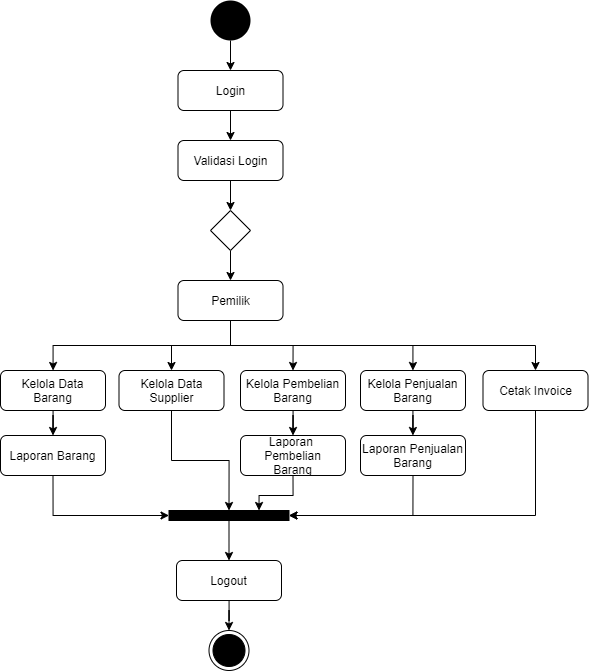 Login
Validasi Login
Pemilik
Kelola Data
Barang
Kelola Data
Supplier
Kelola Pembelian
Barang
Kelola Penjualan
Barang
Cetak Invoice
Laporan Barang
Laporan
Pembelian
Barang
Laporan Penjualan
Barang
Logout